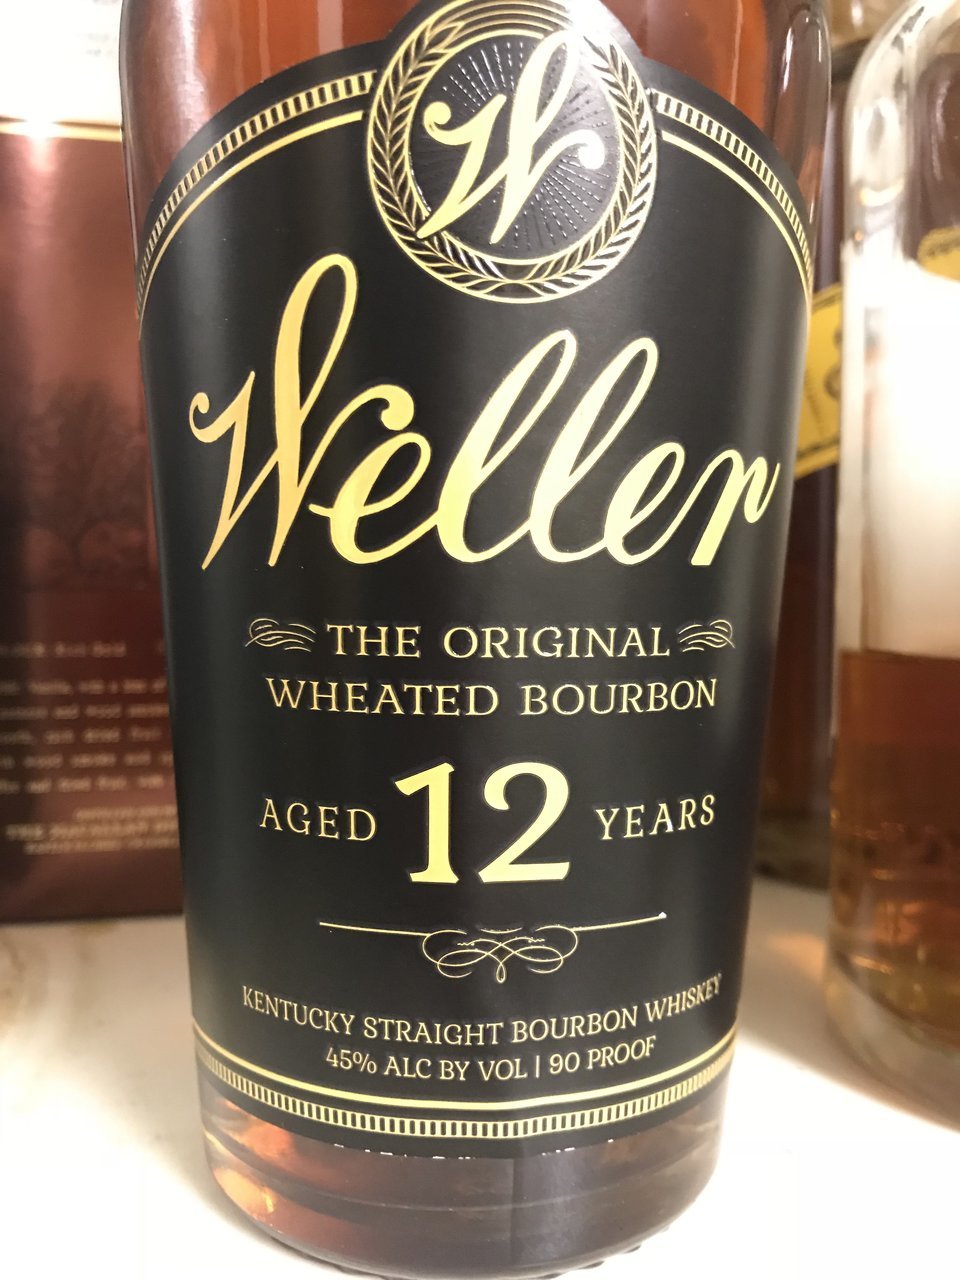 W
Weller
THE ORIGINAL
WHEATED BOURBON
AGED 12 YEARS
KENTUCKY STRAIGHT BOURBON WHISKEY
45% ALC BY VOL | 90 PROOF